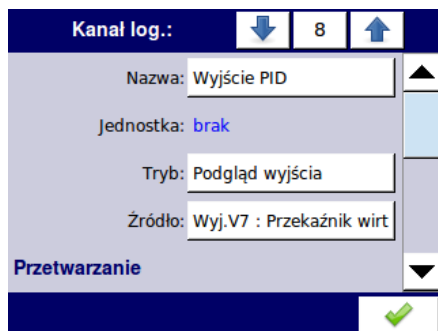 Kanał log.: 8
Nazwa: Wyjście PID
Jednostka: brak
Tryb: Podgląd wyjścia
Źródło: Wyj.V7 : Przekaźnik wirt
Przetwarzanie